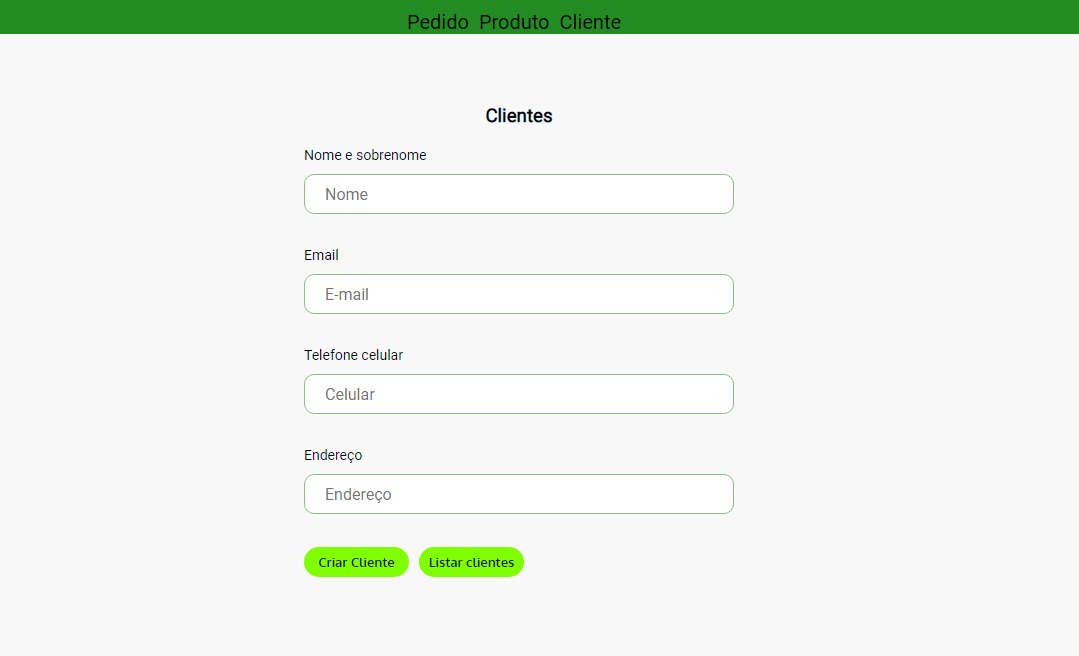 Pedido Produto Cliente
Clientes
Nome e sobrenome
Nome
Email
E-mail
Telefone celular
Celular
Endereço
Endereço
Criar Cliente Listar clientes